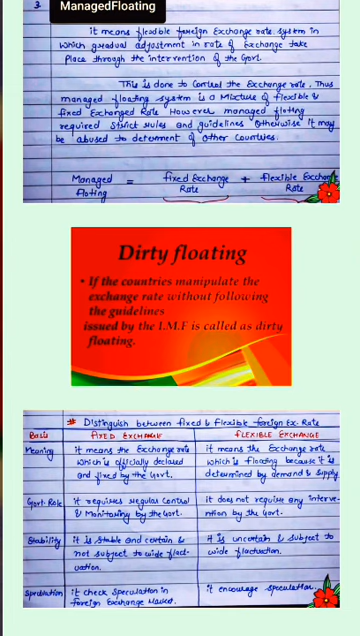 3.
ManagedFloating
it means flexible foreign Exchange rate system in
which gradual adjustment in rate of Exchange take
Place through the intervention of the Govt.
This is done to control the Exchange rate, Thus
managed floating system is a Mixture of flexible &
fixed Exchanged Rate However managed floting
required strict rules and guidelines otherwise it may
be abused to determent of other Countries.
Managed Floting = fixed Exchange Rate + flexible Exchange Rate
Dirty floating
• If the countries manipulate the
exchange rate without following
the guidelines
issued by the I.M.F is called as dirty
floating.
# Distinguish between fixed & Flexible foreign Ex. Rate
Basis FIXED EXCHANGE FLEXIBLE EXCHANGE
Meaning it means the Exchange rate it means the Exchange rate
which is officially declared which is floating because it is
and fixed by the Govt. determined by demand & Supply
Govt. Role it requires regular Control it does not require any interve-
& Monitoring by the Govt. ntion by the Govt.
Stability it is stable and certain & it is uncertain & subject to
not subject to wide fluct- wide fluctuation.
uation.
Speculation it check speculation in it encourage speculation.
foreign Exchange Market.